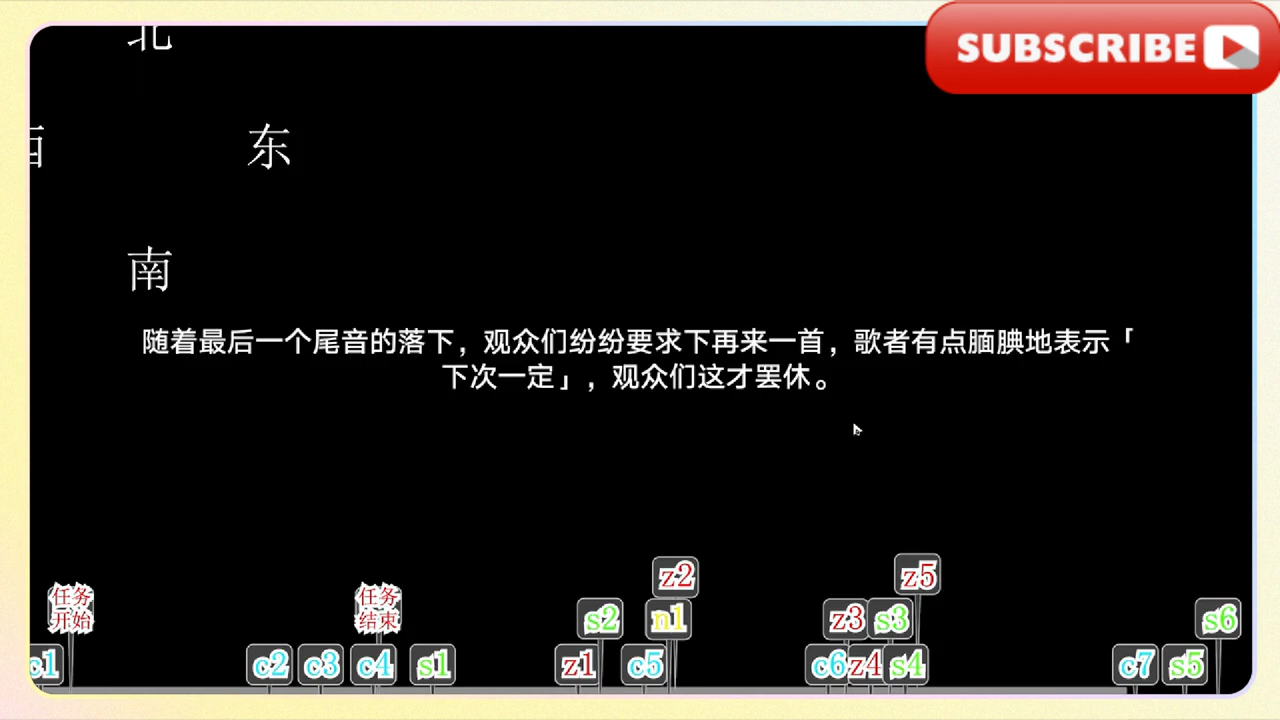 SUBSCRIBE
北
西 东
南
随着最后一个尾音的落下，观众们纷纷要求下再来一首，歌者有点腼腆地表示「
下次一定」，观众们这才罢休。
z2 z5
任务 任务
开始 结束
s2 n1 z3 s3 s6
c1 c2 c3 c4 s1 z1 c5 c6 z4 s4 c7 s5